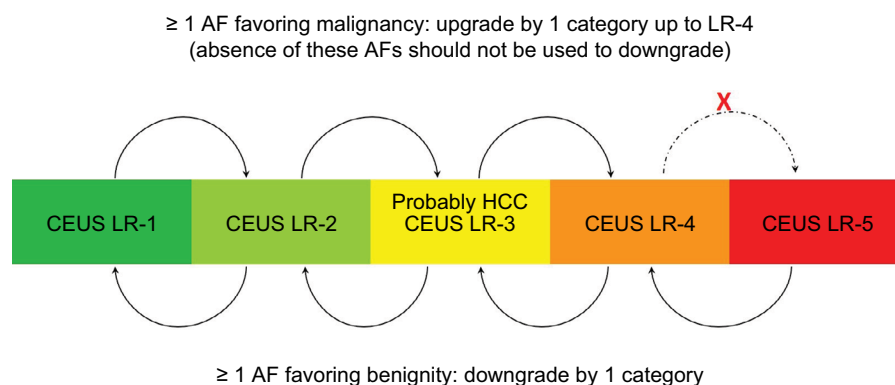 ≥ 1 AF favoring malignancy: upgrade by 1 category up to LR-4
(absence of these AFs should not be used to downgrade)
X
CEUS LR-1
CEUS LR-2
Probably HCC
CEUS LR-3
CEUS LR-4
CEUS LR-5
≥ 1 AF favoring benignity: downgrade by 1 category